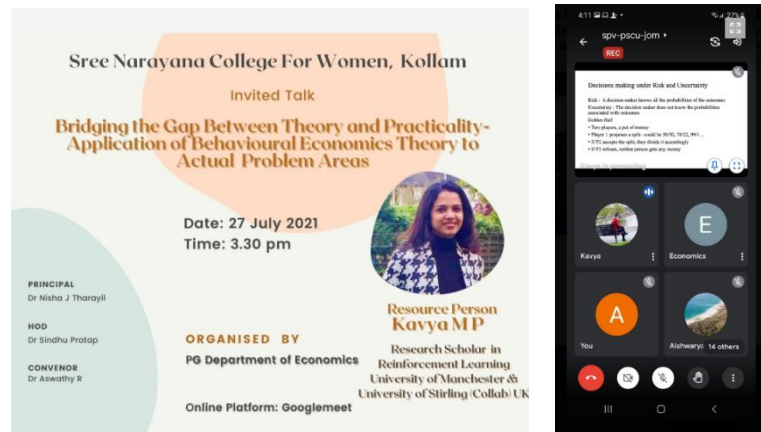 Sree Narayana College For Women, Kollam
Invited Talk
Bridging the Gap Between Theory and Practicality-
Application of Behavioural Economics Theory to
Actual Problem Areas
Date: 27 July 2021
Time: 3.30 pm
PRINCIPAL
Dr Nisha J Tharayil
HOD
Dr Sindhu Pratap
CONVENOR
Dr Aswathy R
ORGANISED BY
PG Department of Economics
Online Platform: Googlemeet
Resource Person
Kavya M P
Research Scholar in
Reinforcement Learning
University of Manchester &
University of Stirling (Collab) UK
4:11
27%
spv-pscu-jom
REC
Decisions making under Risk and Uncertainty
Risk : A decision maker knows all the probabilities of the outcomes
Uncertainty : The decision maker does not know the probabilities
associated with outcomes
Golden Ball
• Two players, a pot of money
• Player 1 proposes a split - could be 50/50, 78/22, 99/1 ..
• If P2 accepts the split, they divide it accordingly
• If P2 refuses, neither person gets any money
Kavya
E
Economics
A
You
Aishwarya
14 others